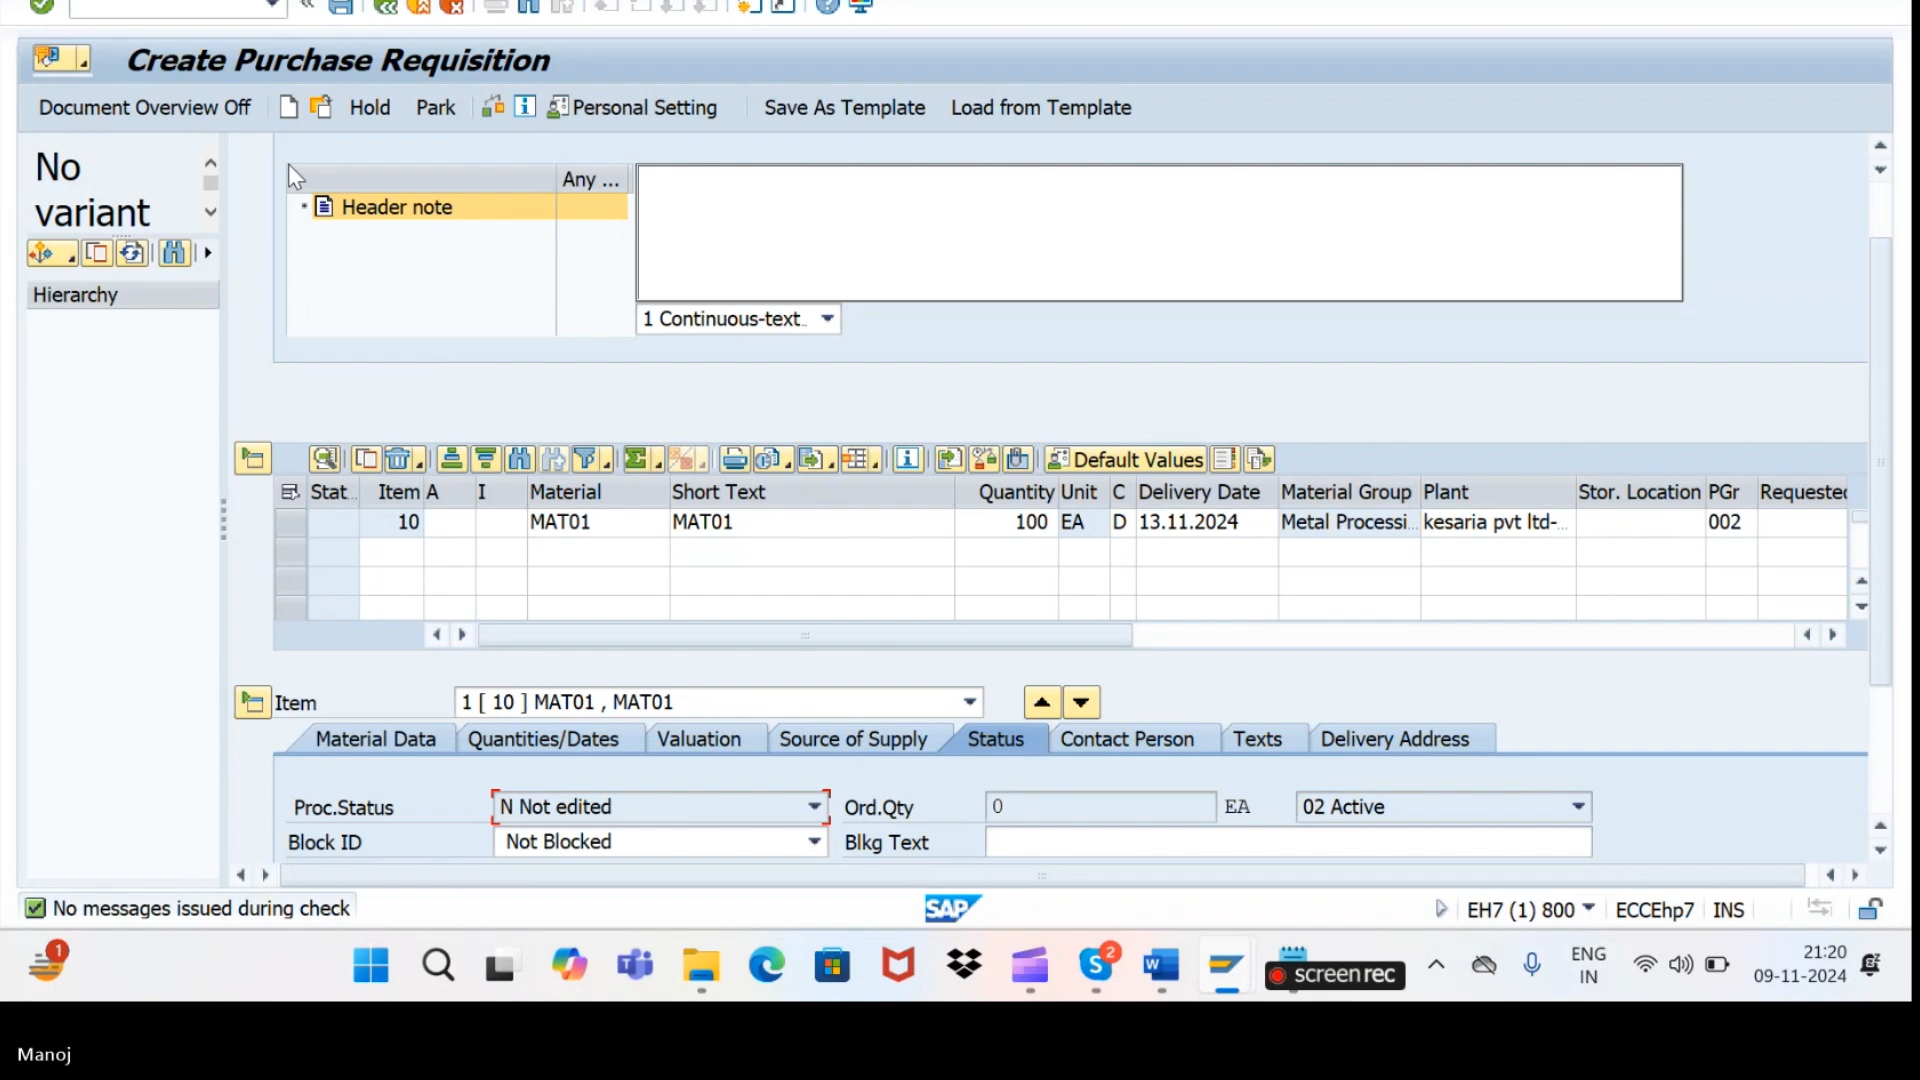 Create Purchase Requisition
Document Overview Off Hold Park Personal Setting Save As Template Load from Template
No
variant
Hierarchy
Any ...
Header note
1 Continuous-text..
Default Values
Stat... Item A I Material Short Text Quantity Unit C Delivery Date Material Group Plant Stor. Location PGr Requested
10 MAT01 MAT01 100 EA D 13.11.2024 Metal Processi... kesaria pvt ltd-...
002
Item 1 [ 10 ] MAT01 , MAT01
Material Data Quantities/Dates Valuation Source of Supply Status Contact Person Texts Delivery Address
Proc.Status N Not edited Ord.Qty 0 EA 02 Active
Block ID Not Blocked Blkg Text
No messages issued during check SAP EH7 (1) 800 ECCEhp7 INS
1 2 screenrec ENG
IN
21:20
09-11-2024
Manoj